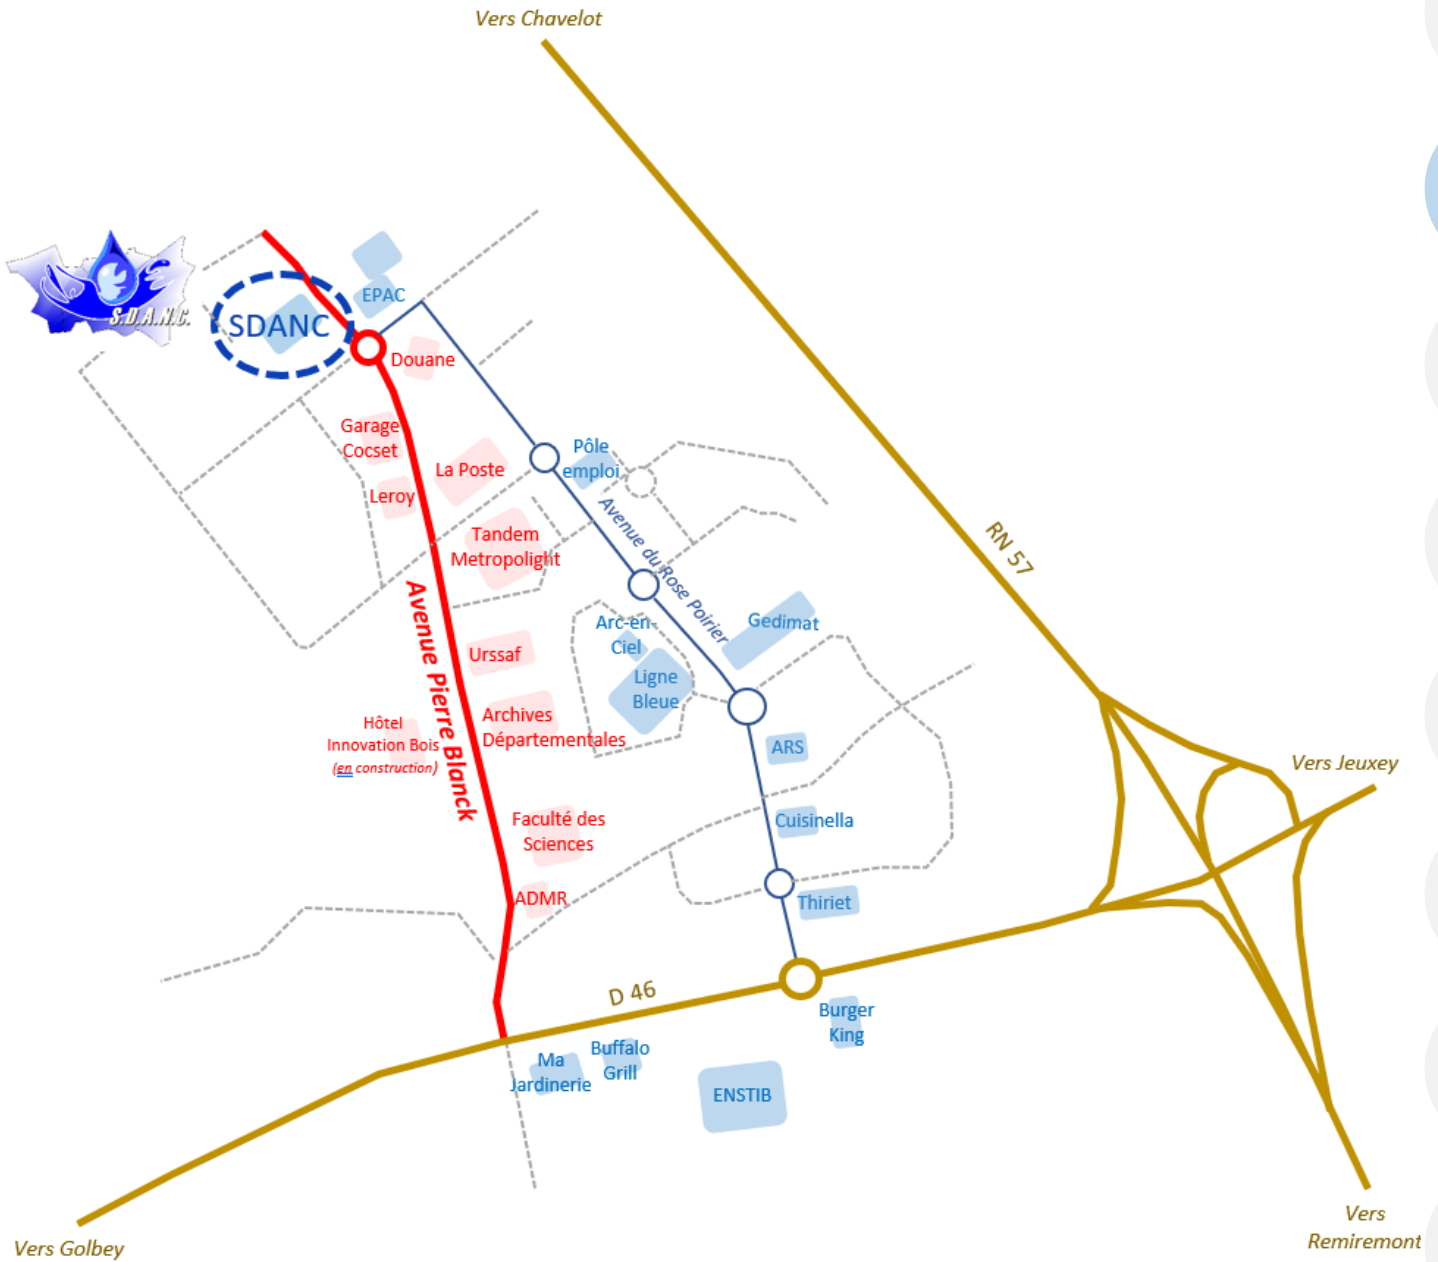 Vers Chavelot
S.D.A.N.C.
SDANC
EPAC
Douane
Garage
Cocset
La Poste
Leroy
Pôle
emploi
Tandem
Metropolight
Avenue du Rose Poirier
RN 57
Avenue Pierre Blanck
Arc-en-
Ciel
Gedimat
Urssaf
Ligne
Bleue
Hôtel
Innovation Bois
(en construction)
Archives
Départementales
ARS
Vers Jeuxey
Faculté des
Sciences
Cuisinella
ADMR
Thiriet
D 46
Burger
King
Ma
Jardinerie
Buffalo
Grill
ENSTIB
Vers Golbey
Vers
Remiremont